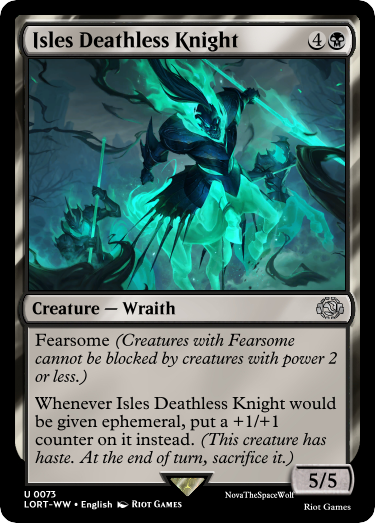 Isles Deathless Knight 4
Creature — Wraith
Fearsome (Creatures with Fearsome
cannot be blocked by creatures with power 2
or less.)
Whenever Isles Deathless Knight would
be given ephemeral, put a +1/+1
counter on it instead. (This creature has
haste. At the end of turn, sacrifice it.)
5/5
U 0073
LORT-WW • English Riot Games
NovaTheSpaceWolf
Riot Games